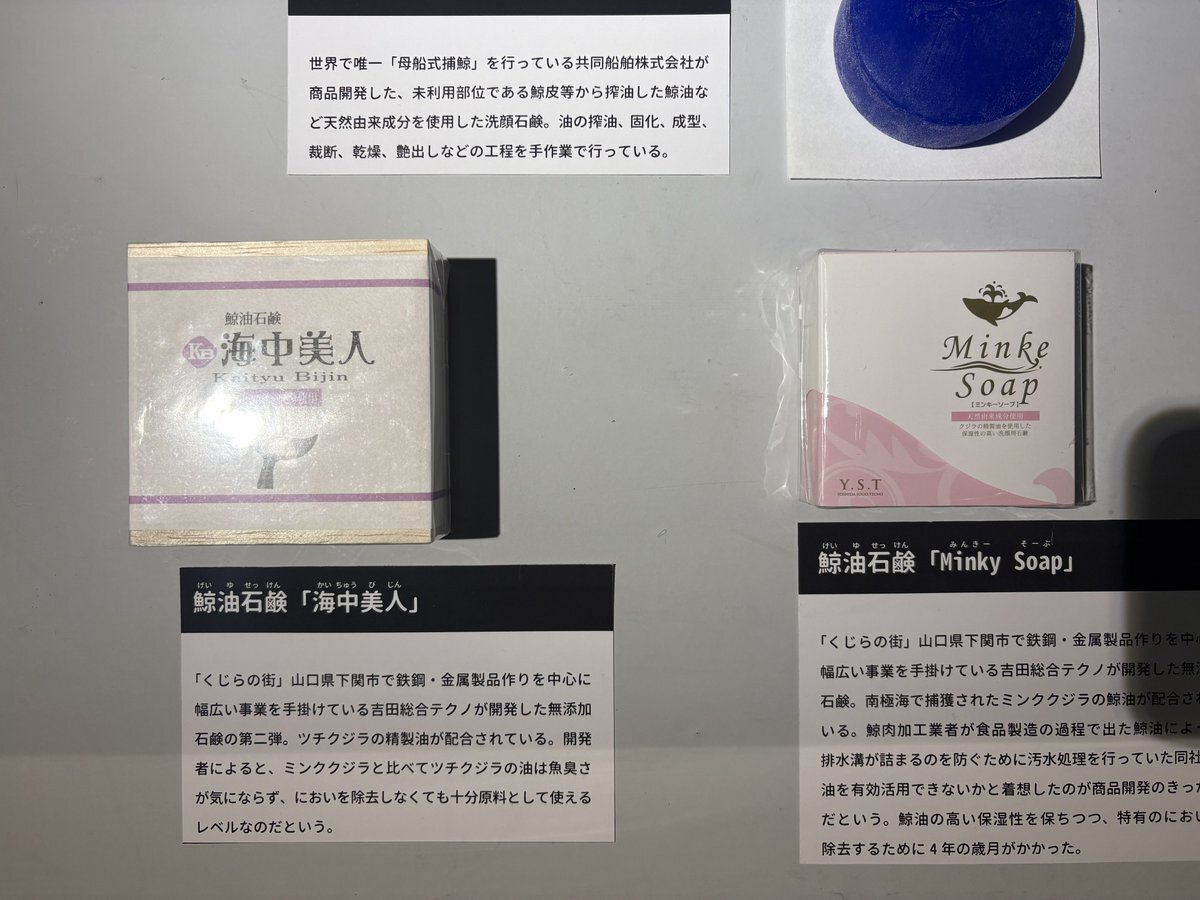 世界で唯一「母船式捕鯨」を行っている共同船舶株式会社が
商品開発した、未利用部位である鯨皮等から搾油した鯨油な
ど天然由来成分を使用した洗顔石鹸。油の搾油、固化、成型、
裁断、乾燥、艶出しなどの工程を手作業で行っている。
鯨油石鹸
KB 海中美人
Kaityu Bijin
Minke
Soap
【ミンキーソープ】
天然由来成分使用
クジラの精製油を使用した
保湿性の高い洗顔用石鹸
Y.S.T
YOSHIDA SOGO TECNO
げい ゆ せっ けん かい ちゅう び じん
鯨油石鹸「海中美人」
「くじらの街」山口県下関市で鉄鋼・金属製品作りを中心に
幅広い事業を手掛けている吉田総合テクノが開発した無添加
石鹸の第二弾。ツチクジラの精製油が配合されている。開発
者によると、ミンククジラと比べてツチクジラの油は魚臭さ
が気にならず、においを除去しなくても十分原料として使える
レベルなのだという。
げい ゆ せっ けん みんきー そーぷ
鯨油石鹸「Minky Soap」
「くじらの街」山口県下関市で鉄鋼・金属製品作りを中
幅広い事業を手掛けている吉田総合テクノが開発した無
石鹸。南極海で捕獲されたミンククジラの鯨油が配合さ
いる。鯨肉加工業者が食品製造の過程で出た鯨油によ
排水溝が詰まるのを防ぐために汚水処理を行っていた同社
油を有効活用できないかと着想したのが商品開発のきっ
だという。鯨油の高い保湿性を保ちつつ、特有のにお
除去するために4年の歳月がかかった。